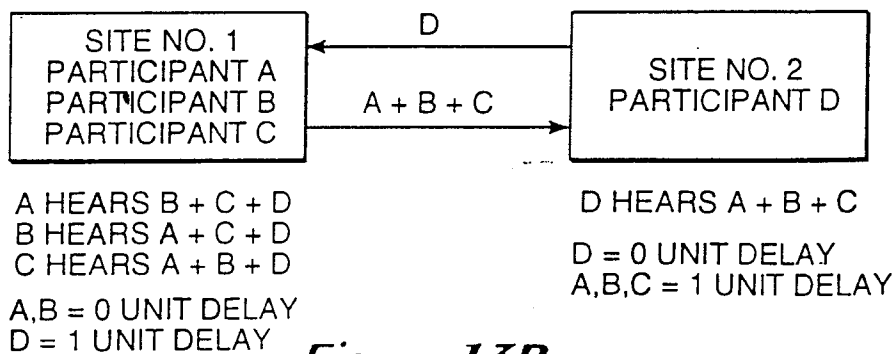 SITE NO. 1
PARTICIPANT A
PARTICIPANT B
PARTICIPANT C
D
A + B + C
SITE NO. 2
PARTICIPANT D
A HEARS B + C + D
B HEARS A + C + D
C HEARS A + B + D
A,B = 0 UNIT DELAY
D = 1 UNIT DELAY
D HEARS A + B + C
D = 0 UNIT DELAY
A,B,C = 1 UNIT DELAY